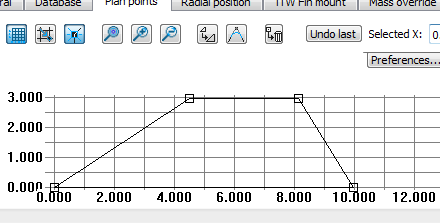 ral Database Plan points Radial position TTW Fin mount Mass override
Undo last Selected X: 0
Preferences...
3.000
2.000
1.000
0.000
0.000 2.000 4.000 6.000 8.000 10.000 12.000